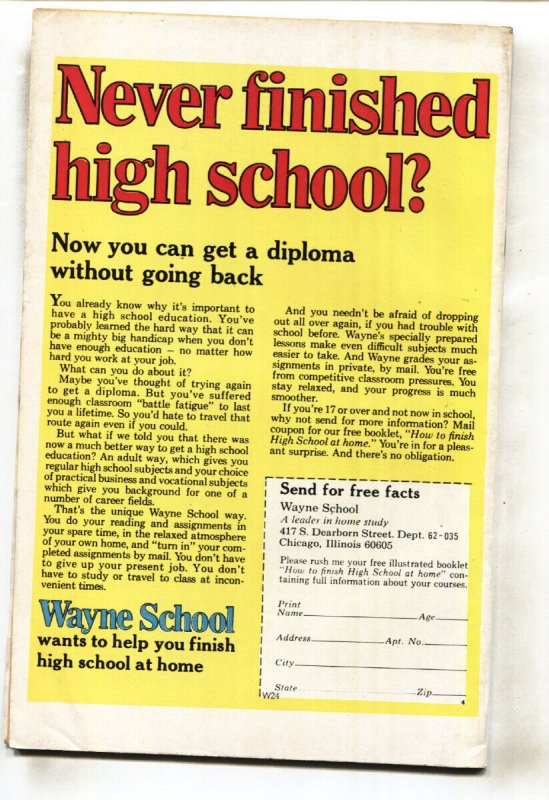 Never finished
high school?
Now you can get a diploma
without going back
You already know why it's important to
have a high school education. You've
probably learned the hard way that it can
be a mighty big handicap when you don't
have enough education – no matter how
hard you work at your job.
What can you do about it?
Maybe you've thought of trying again
to get a diploma. But you've suffered
enough classroom "battle fatigue" to last
you a lifetime. So you'd hate to travel that
route again even if you could.
But what if we told you that there was
now a much better way to get a high school
education? An adult way, which gives you
regular high school subjects and your choice
of practical business and vocational subjects
which give you background for one of a
number of career fields.
That's the unique Wayne School way.
You do your reading and assignments in
your spare time, in the relaxed atmosphere
of your own home, and "turn in" your com-
pleted assignments by mail. You don't have
to give up your present job. You don't
have to study or travel to class at incon-
venient times.
Wayne School
wants to help you finish
high school at home
And you needn't be afraid of dropping
out all over again, if you had trouble with
school before. Wayne's specially prepared
lessons make even difficult subjects much
easier to take. And Wayne grades your as-
signments in private, by mail. You're free
from competitive classroom pressures. You
stay relaxed, and your progress is much
smoother.
If you're 17 or over and not now in school,
why not send for more information? Mail
coupon for our free booklet, "How to finish
High School at home." You're in for a pleas-
ant surprise. And there's no obligation.
Send for free facts
Wayne School
A leader in home study
417 S. Dearborn Street. Dept. 62-035
Chicago, Illinois 60605
Please rush me your free illustrated booklet
"How to finish High School at home" con-
taining full information about your courses.
Print
Name Age
Address Apt. No.
City
State Zip
W24 4